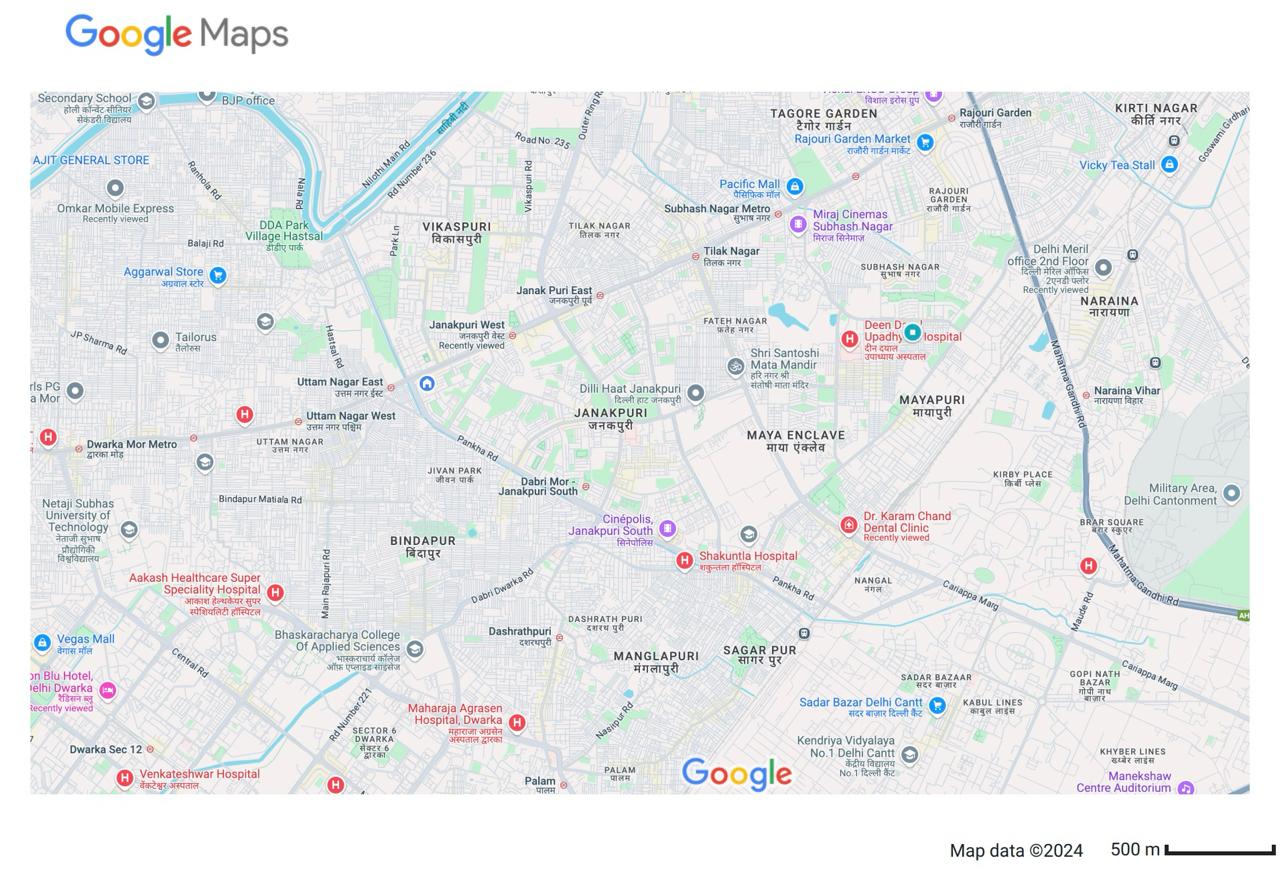 Google Maps
Secondary School
होली कॉन्वेंट सीनियर
सेकंडरी विद्यालय
BJP office
साहिबी नदी
Outer Ring R
Road No. 235
TAGORE GARDEN
टैगोर गार्डन
विशाल इरोस ग्रुप
Rajouri Garden
राजौरी गार्डन
KIRTI NAGAR
कीर्ति नगर
Rajouri Garden Market
राजौरी गार्डन मार्केट
Goswami Girdhari
AJIT GENERAL STORE
Nilothi Main Rd
Rd Number 236
Vicky Tea Stall
Ranhola Rd
Nala Rd
Vikaspuri Rd
Pacific Mall
पैसिफिक मॉल
Omkar Mobile Express
Recently viewed
Subhash Nagar Metro
सुभाष नगर
RAJOURI
GARDEN
राजौरी गार्डन
Miraj Cinemas
Subhash Nagar
मिराज सिनेमाज़
DDA Park
Village Hastsal
डीडीए पार्क
Balaji Rd
Park Ln
VIKASPURI
विकासपुरी
TILAK NAGAR
तिलक नगर
Tilak Nagar
तिलक नगर
Delhi Meril
office 2nd Floor
दिल्ली मेरिल ऑफिस
2एनडी फ्लोर
Recently viewed
SUBHASH NAGAR
सुभाष नगर
Aggarwal Store
अग्रवाल स्टोर
Janak Puri East
जनकपुरी पूर्व
NARAINA
नारायणा
Janakpuri West
जनकपुरी वेस्ट
Recently viewed
FATEH NAGAR
फ़तेह नगर
Deen Da
Upadhy
ospital
दीन दयाल
उपाध्याय अस्पताल
JP Sharma Rd
Tailorus
तैलोरुस
Hastsal Rd
Mahatma Gandhi Rd
Shri Santoshi
Mata Mandir
हरि नगर श्री
संतोषी माता मंदिर
Uttam Nagar East
उत्तम नगर ईस्ट
Dilli Haat Janakpuri
दिल्ली हाट जनकपुरी
rls PG
a Mor
Naraina Vihar
नारायणा विहार
MAYAPURI
मायापुरी
Uttam Nagar West
उत्तम नगर पश्चिम
JANAKPURI
जनकपुरी
MAYA ENCLAVE
माया एंक्लेव
Dwarka Mor Metro
द्वारका मोड़
UTTAM NAGAR
उत्तम नगर
Pankha Rd
JIVAN PARK
जीवन पार्क
KIRBY PLACE
किर्बी प्लेस
Dabri Mor -
Janakpuri South
Military Area,
Delhi Cantonment
Bindapur Matiala Rd
Netaji Subhas
University of
Technology
नेताजी सुभाष
प्रौद्योगिकी
विश्वविद्यालय
Cinépolis,
Janakpuri South
सिनेपोलिस
Dr. Karam Chand
Dental Clinic
Recently viewed
BRAR SQUARE
बरार स्कुएर
BINDAPUR
बिंदापुर
Shakuntla Hospital
शकुन्तला हॉस्पिटल
Mahatma Gandhi Rd
Main Rajapuri Rd
Aakash Healthcare Super
Speciality Hospital
आकाश हेल्थकेयर सुपर
स्पेशियलिटी हॉस्पिटल
Dabri Dwarka Rd
Pankha Rd
NANGAL
नंगल
Cariappa Marg
Maude Rd
AH
DASHRATH PURI
दशरथ पुरी
Vegas Mall
वेगास मॉल
Bhaskaracharya College
Of Applied Sciences
भास्कराचार्य कॉलेज
ऑफ़ एप्लाइड साइंसेज
Dashrathpuri
दशरथपुरी
MANGLAPURI
मंगलापुरी
SAGAR PUR
सागर पुर
Central Rd
Cariappa Marg
on Blu Hotel,
Delhi Dwarka
रैडिसन ब्लू
Recently viewed
SADAR BAZAAR
सदर बाज़ार
GOPI NATH
BAZAR
गोपी नाथ
बाज़ार
Rd Number 221
Maharaja Agrasen
Hospital, Dwarka
महाराजा अग्रसेन
अस्पताल द्वारका
Nasirpur Rd
Sadar Bazar Delhi Cantt
सदर बाज़ार दिल्ली कैंट
KABUL LINES
काबुल लाइंस
SECTOR 6
DWARKA
सेक्टर 6
द्वारका
Dwarka Sec 12
Kendriya Vidyalaya
No.1 Delhi Cantt
केंद्रीय विद्यालय
No.1 दिल्ली कैंट
KHYBER LINES
ख्य्बेर लाइंस
Venkateshwar Hospital
वेंकटेश्वर अस्पताल
Palam
पालम
PALAM
पालम
Google
Manekshaw
Centre Auditorium
Map data ©2024
500 m